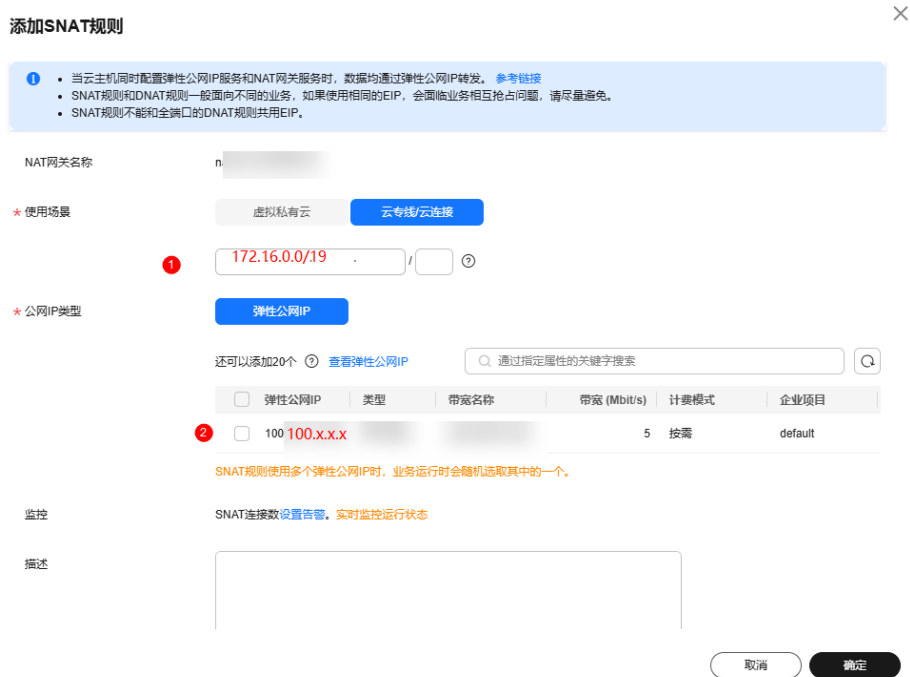 添加SNAT规则
当云主机同时配置弹性公网IP服务和NAT网关服务时，数据均通过弹性公网IP转发。 参考链接
SNAT规则和DNAT规则一般面向不同的业务，如果使用相同的EIP，会面临业务相互抢占问题，请尽量避免。
SNAT规则不能和全端口的DNAT规则共用EIP。
NAT网关名称
* 使用场景 虚拟私有云 云专线/云连接
1 172.16.0.0/.19 . /
* 公网IP类型 弹性公网IP
还可以添加20个 查看弹性公网IP 通过指定属性的关键字搜索
弹性公网IP 类型 带宽名称 带宽 (Mbit/s) 计费模式 企业项目
2 100 100.x.x.x 5 按需 default
SNAT规则使用多个弹性公网IP时，业务运行时会随机选取其中的一个。
监控 SNAT连接数设置告警。实时监控运行状态
描述
取消 确定